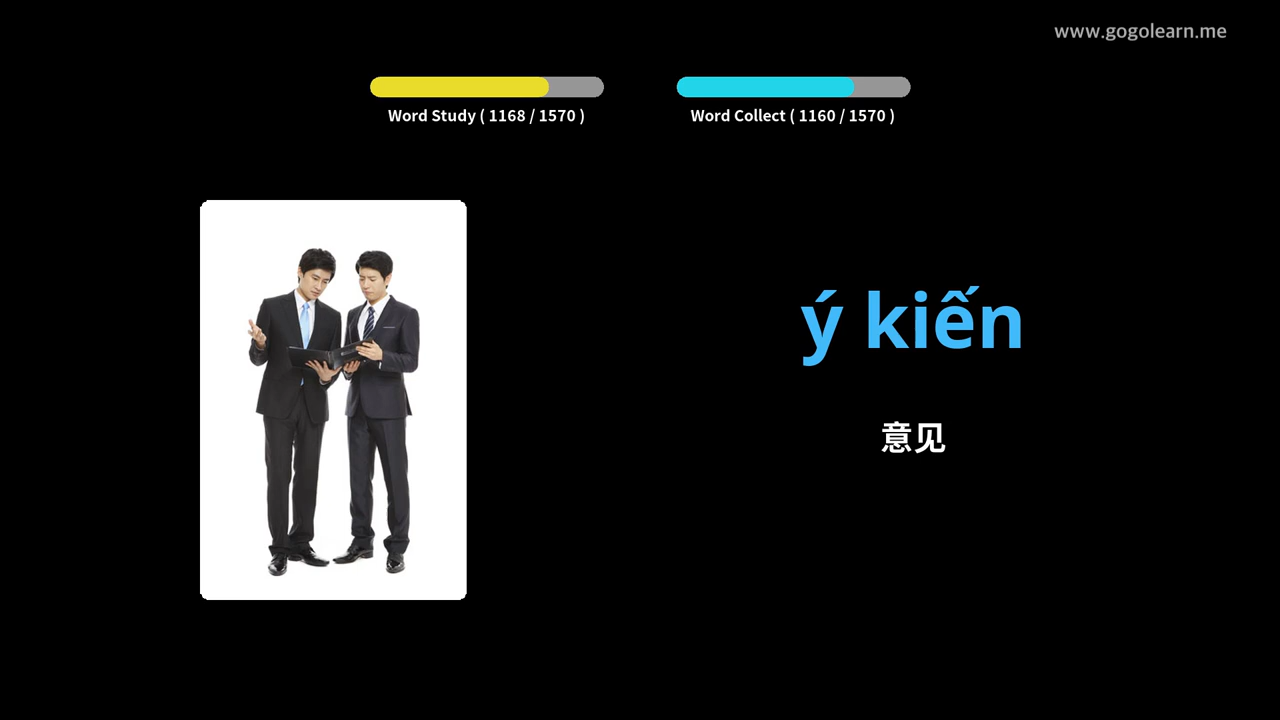 www.gogolearn.me
Word Study ( 1168 / 1570 )
Word Collect ( 1160 / 1570 )
ý kiến
意见